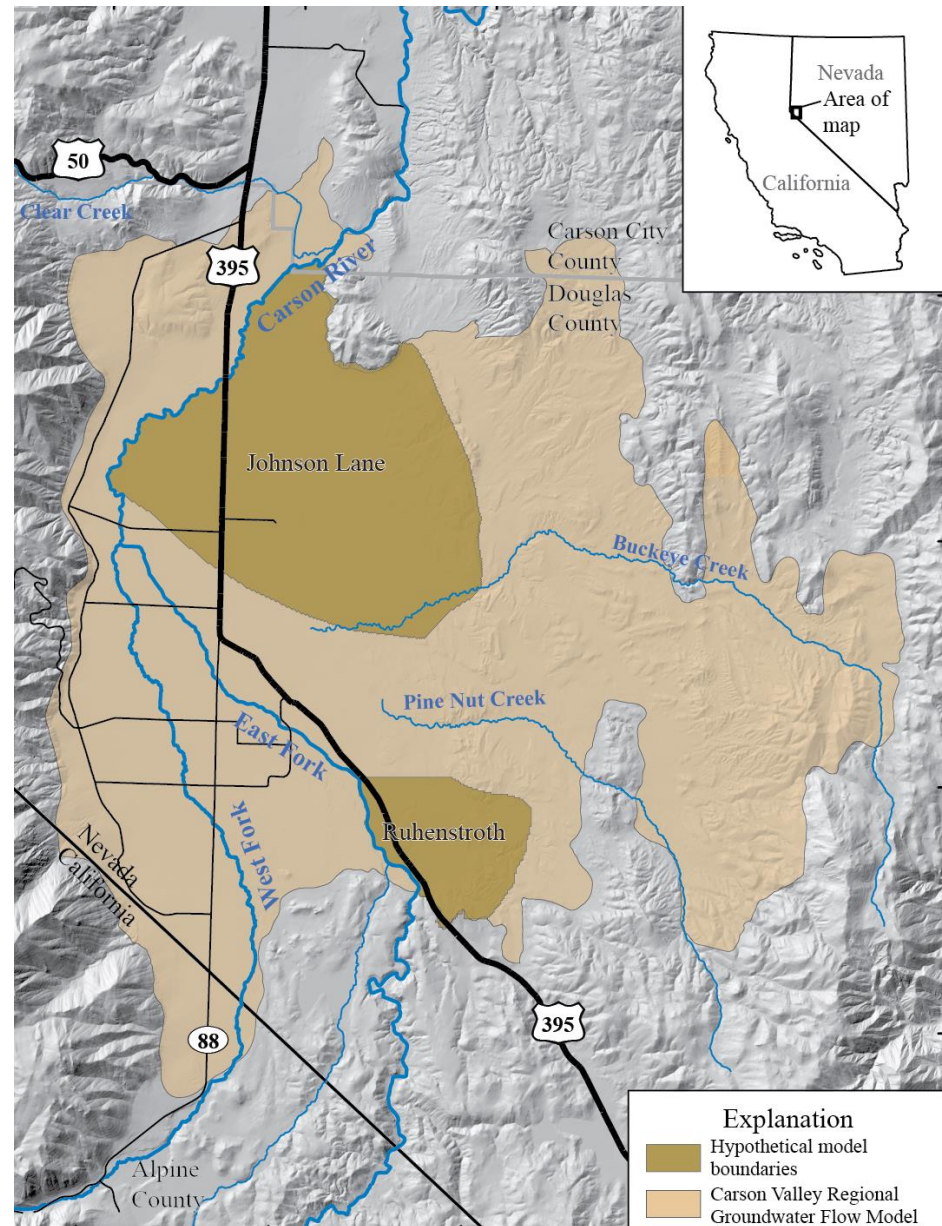 Nevada
Area of
map
California
50
Clear Creek
395
Carson River
Carson City
County
Douglas
County
Johnson Lane
Buckeye Creek
Pine Nut Creek
East Fork
Ruhenstroth
West Fork
Nevada
California
88
395
Alpine
County
Explanation
Hypothetical model
boundaries
Carson Valley Regional
Groundwater Flow Model